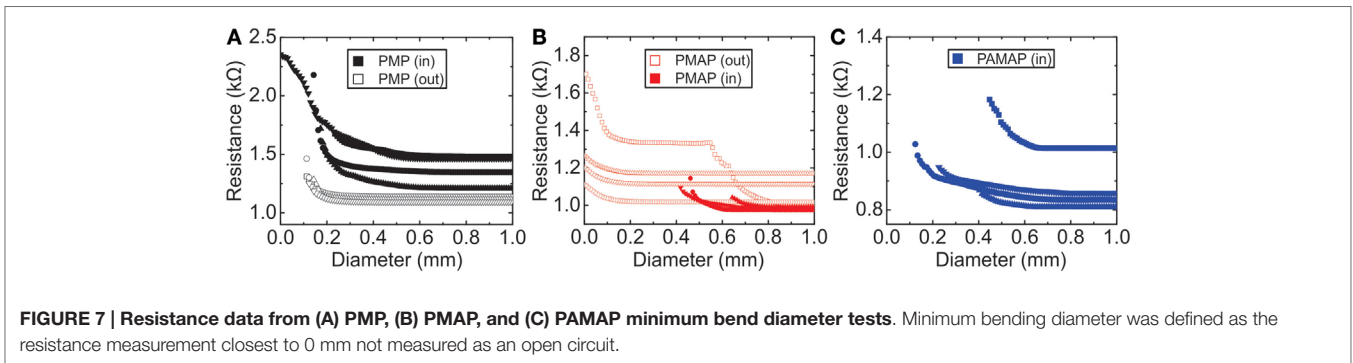 A
2.5
2.0
1.5
1.0
Resistance (kΩ)
PMP (in)
PMP (out)
0.0 0.2 0.4 0.6 0.8 1.0
Diameter (mm)
B
1.8
1.6
1.4
1.2
1.0
Resistance (kΩ)
PMAP (out)
PMAP (in)
0.0 0.2 0.4 0.6 0.8 1.0
Diameter (mm)
C
1.4
1.2
1.0
0.8
Resistance (kΩ)
PAMAP (in)
0.0 0.2 0.4 0.6 0.8 1.0
Diameter (mm)
FIGURE 7 | Resistance data from (A) PMP, (B) PMAP, and (C) PAMAP minimum bend diameter tests. Minimum bending diameter was defined as the
resistance measurement closest to 0 mm not measured as an open circuit.